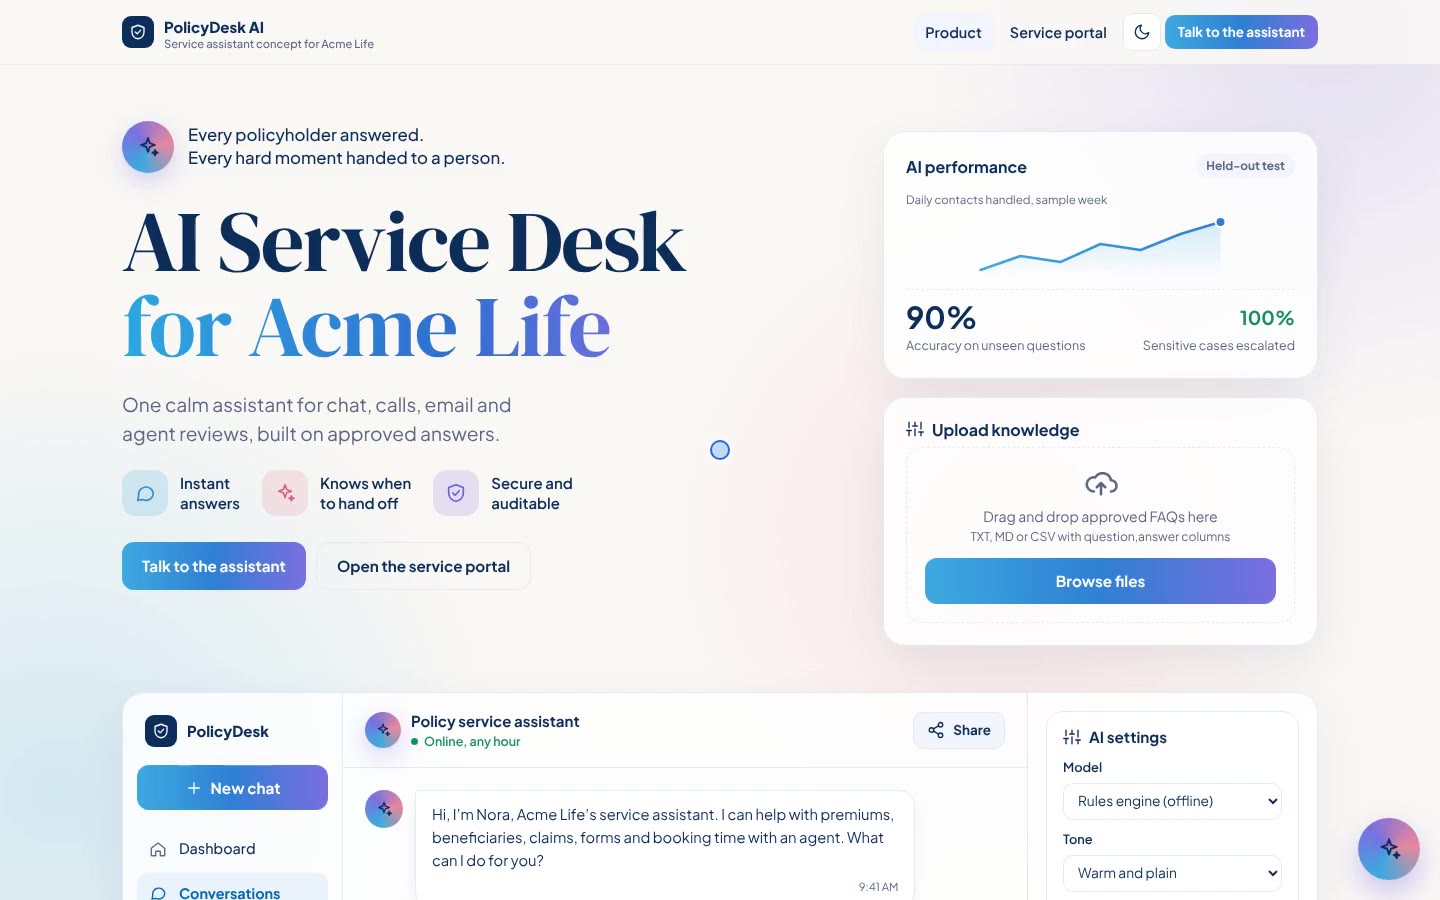 PolicyDesk AI
Service assistant concept for Acme Life
Product
Service portal
Talk to the assistant
Every policyholder answered.
Every hard moment handed to a person.
AI Service Desk
for Acme Life
One calm assistant for chat, calls, email and
agent reviews, built on approved answers.
Instant
answers
Knows when
to hand off
Secure and
auditable
Talk to the assistant
Open the service portal
AI performance
Held-out test
Daily contacts handled, sample week
90%
100%
Accuracy on unseen questions
Sensitive cases escalated
Upload knowledge
Drag and drop approved FAQs here
TXT, MD or CSV with question,answer columns
Browse files
PolicyDesk
New chat
Dashboard
Conversations
Policy service assistant
Online, any hour
Share
Hi, I'm Nora, Acme Life's service assistant. I can help with premiums,
beneficiaries, claims, forms and booking time with an agent. What
can I do for you?
9:41 AM
AI settings
Model
Rules engine (offline)
Tone
Warm and plain